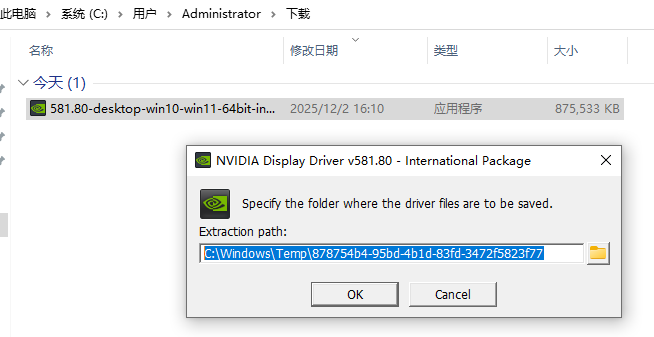 此电脑 > 系统 (C:) > 用户 > Administrator > 下载
名称 修改日期 类型 大小
今天 (1)
581.80-desktop-win10-win11-64bit-in... 2025/12/2 16:10 应用程序 875,533 KB
NVIDIA Display Driver v581.80 - International Package
Specify the folder where the driver files are to be saved.
Extraction path:
C:\Windows\Temp\878754b4-95bd-4b1d-83fd-3472f5823f77
OK Cancel